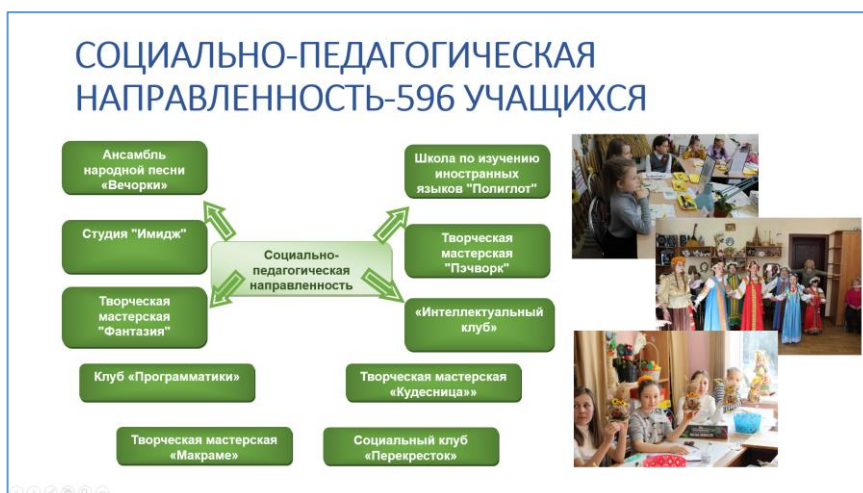 СОЦИАЛЬНО-ПЕДАГОГИЧЕСКАЯ
НАПРАВЛЕННОСТЬ-596 УЧАЩИХСЯ
Ансамбль
народной песни
«Вечорки»
Студия "Имидж"
Творческая
мастерская
"Фантазия"
Социально-
педагогическая
направленность
Школа по изучению
иностранных
языков "Полиглот"
Творческая
мастерская
"Пэчворк"
«Интеллектуальный
клуб»
Клуб «Программатики»
Творческая мастерская
«Кудесница»»
Творческая мастерская
«Макраме»
Социальный клуб
«Перекресток»